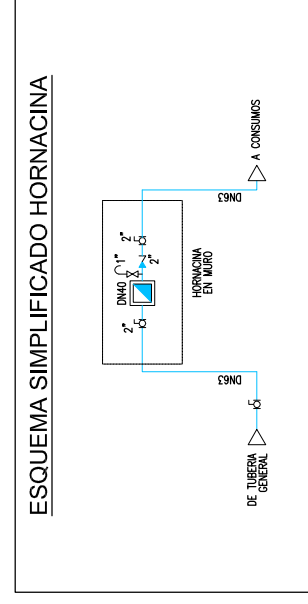 ESQUEMA SIMPLIFICADO HORNACINA
DE TUBERIA
GENERAL
DN63
2"
DN40
1"
2"
2"
HORNACINA
EN MURO
DN63
A CONSUMOS